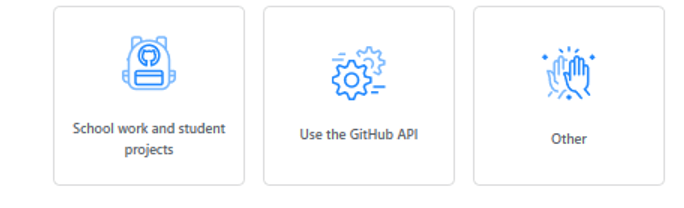 School work and student
projects
Use the GitHub API
Other